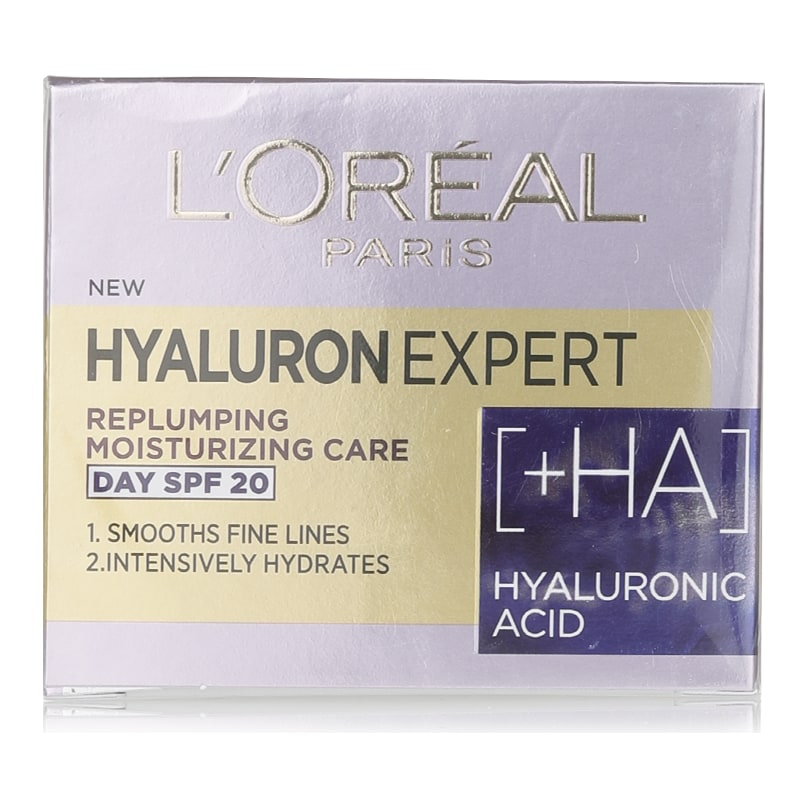 L'ORÉAL
PARiS
NEW
HYALURON EXPERT
REPLUMPING
MOISTURIZING CARE
DAY SPF 20
1. SMOOTHS FINE LINES
2.INTENSIVELY HYDRATES
[+HA]
HYALURONIC
ACID